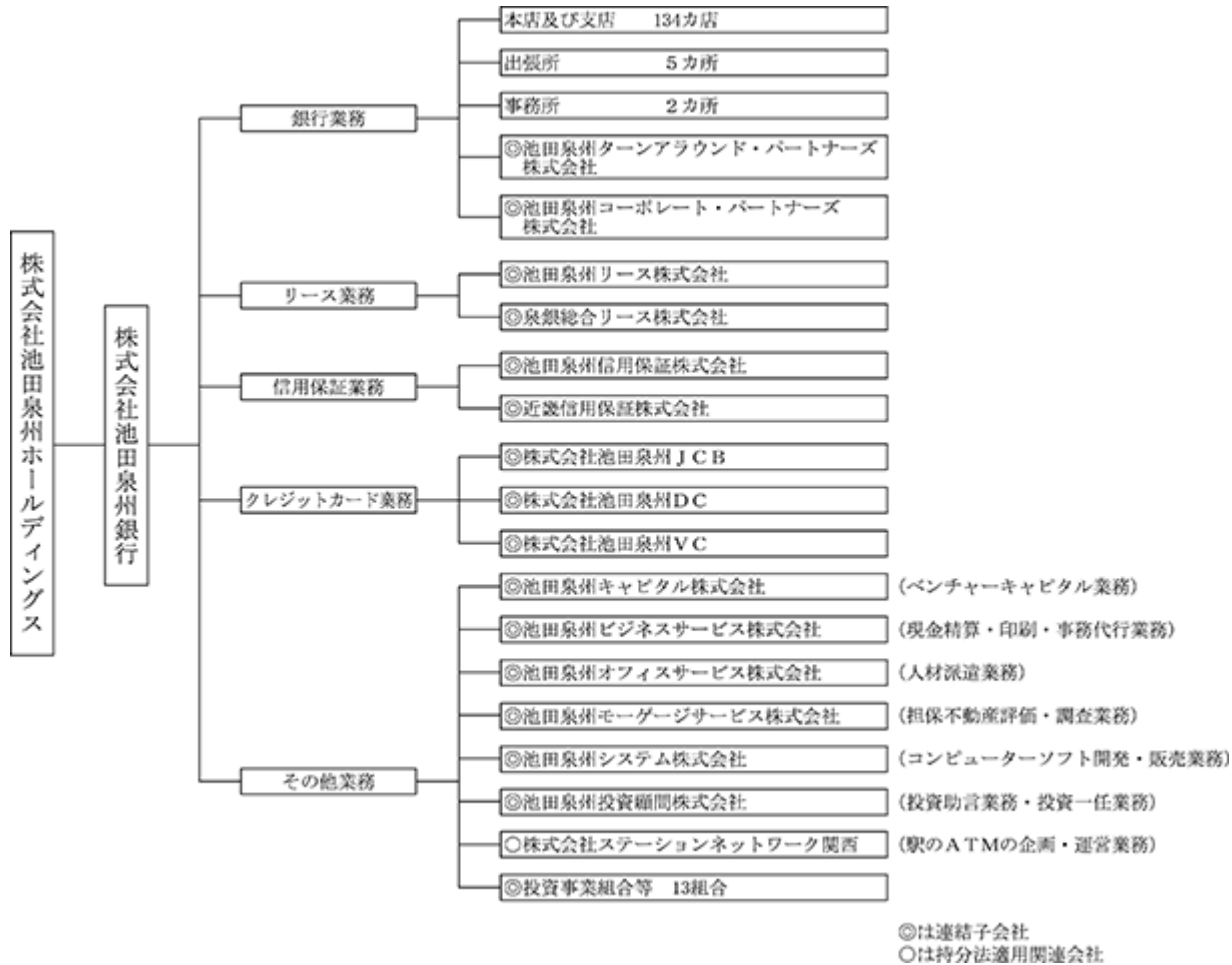 株式会社池田泉州ホールディングス
株式会社池田泉州銀行
銀行業務
本店及び支店　　134カ店
出張所　　　　　　5カ所
事務所　　　　　　2カ所
◎池田泉州ターンアラウンド・パートナーズ
株式会社
◎池田泉州コーポレート・パートナーズ
株式会社
リース業務
◎池田泉州リース株式会社
◎泉銀総合リース株式会社
信用保証業務
◎池田泉州信用保証株式会社
◎近畿信用保証株式会社
クレジットカード業務
◎株式会社池田泉州ＪＣＢ
◎株式会社池田泉州ＤＣ
◎株式会社池田泉州ＶＣ
その他業務
◎池田泉州キャピタル株式会社　（ベンチャーキャピタル業務）
◎池田泉州ビジネスサービス株式会社　（現金精算・印刷・事務代行業務）
◎池田泉州オフィスサービス株式会社　（人材派遣業務）
◎池田泉州モーゲージサービス株式会社　（担保不動産評価・調査業務）
◎池田泉州システム株式会社　（コンピューターソフト開発・販売業務）
◎池田泉州投資顧問株式会社　（投資助言業務・投資一任業務）
○株式会社ステーションネットワーク関西　（駅のＡＴＭの企画・運営業務）
◎投資事業組合等　13組合
◎は連結子会社
○は持分法適用関連会社